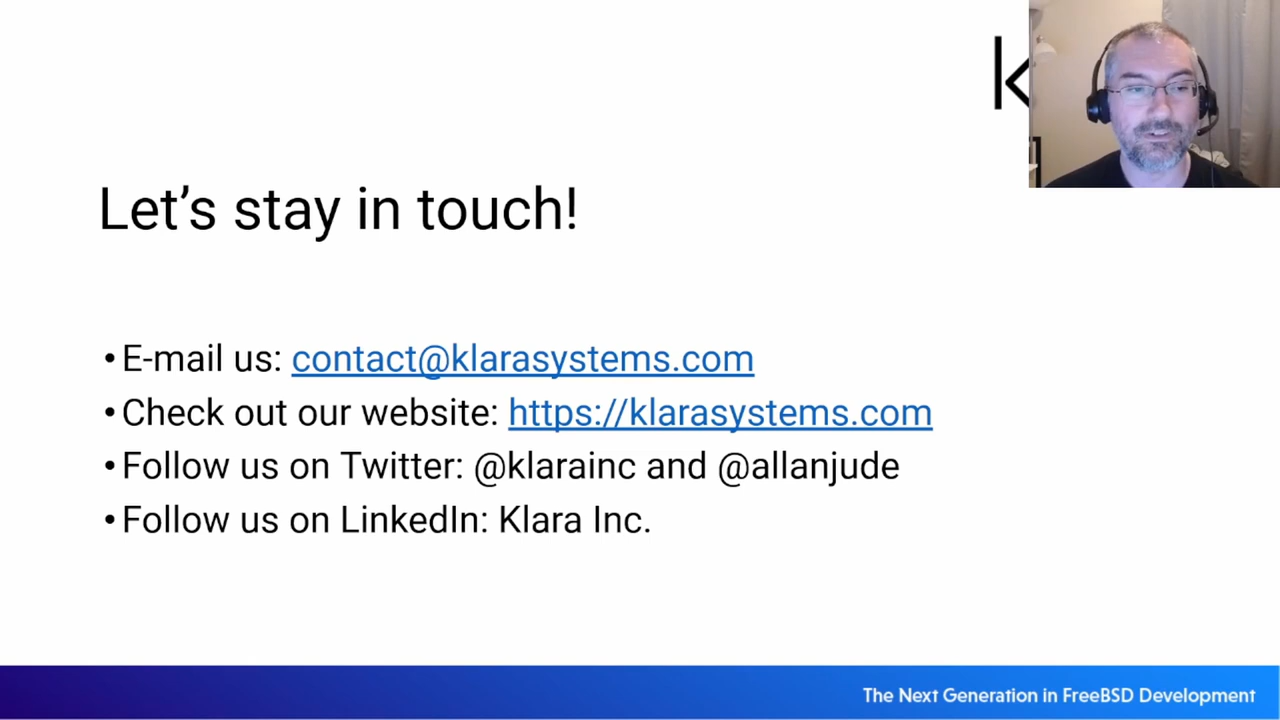 k
Let’s stay in touch!
•E-mail us: contact@klarasystems.com
•Check out our website: https://klarasystems.com
•Follow us on Twitter: @klarainc and @allanjude
•Follow us on LinkedIn: Klara Inc.
The Next Generation in FreeBSD Development